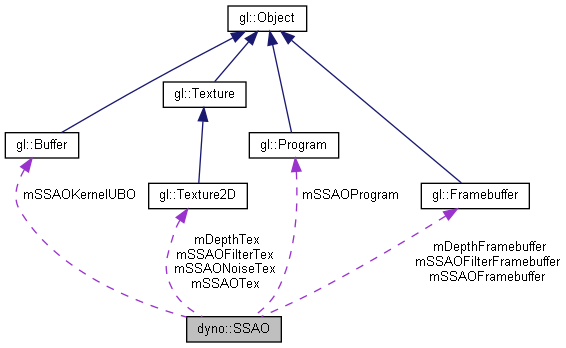 gl::Object
gl::Texture
gl::Buffer
gl::Program
mSSAOKernelUBO
gl::Texture2D
mSSAOProgram
gl::Framebuffer
mDepthTex
mSSAOFilterTex
mSSAONoiseTex
mSSAOTex
mDepthFramebuffer
mSSAOFilterFramebuffer
mSSAOFramebuffer
dyno::SSAO